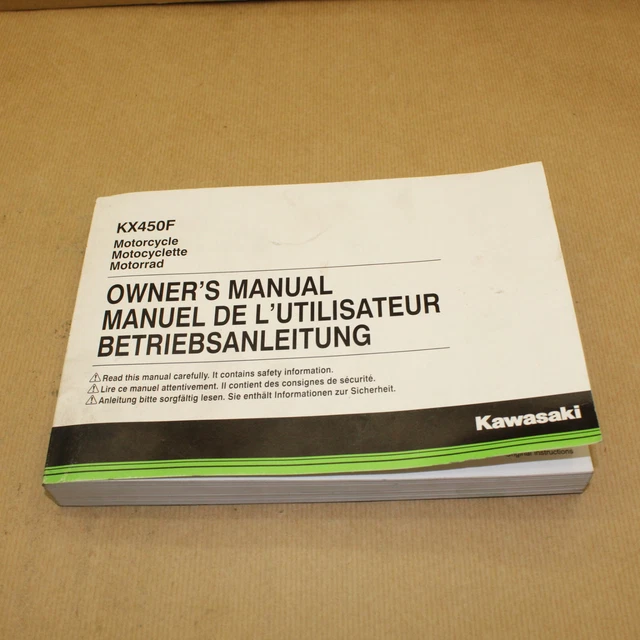 KX450F
Motorcycle
Motocyclette
Motorrad
OWNER'S MANUAL
MANUEL DE L'UTILISATEUR
BETRIEBSANLEITUNG
Read this manual carefully. It contains safety information.
Lire ce manuel attentivement. Il contient des consignes de sécurité.
Anleitung bitte sorgfältig lesen. Sie enthält Informationen zur Sicherheit.
Kawasaki